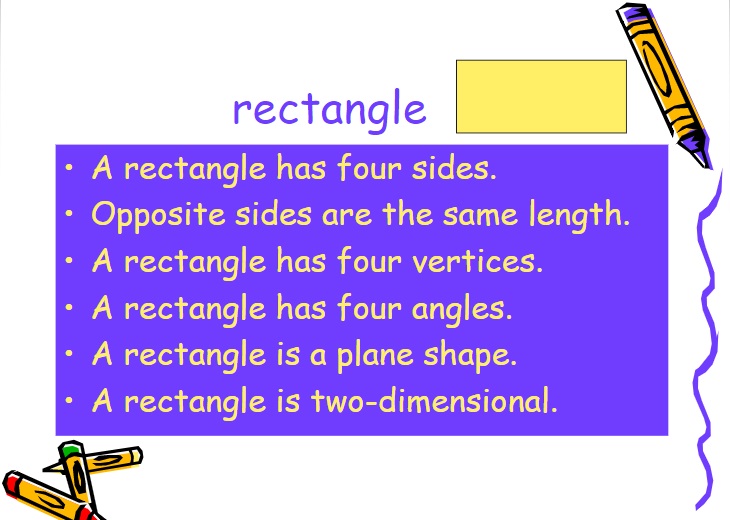 rectangle
• A rectangle has four sides.
• Opposite sides are the same length.
• A rectangle has four vertices.
• A rectangle has four angles.
• A rectangle is a plane shape.
• A rectangle is two-dimensional.